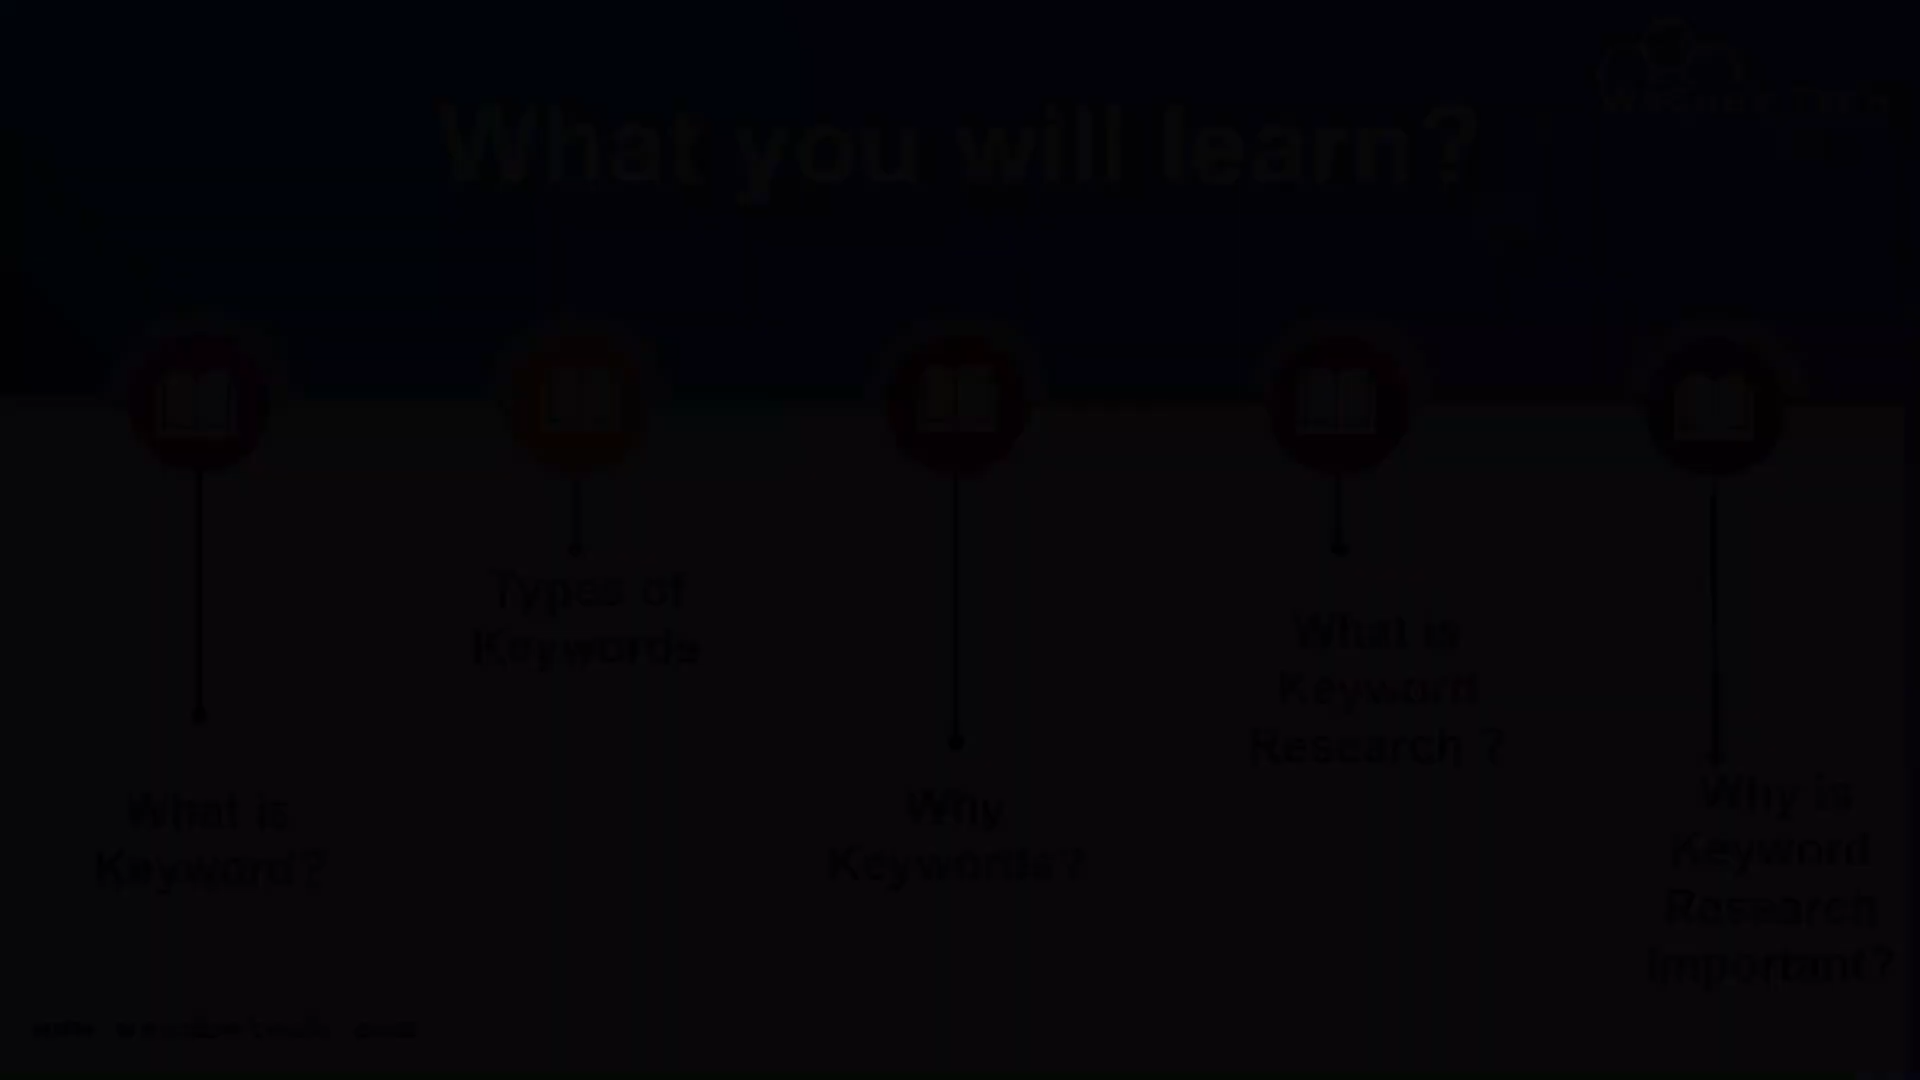 What you will learn?
Types of
Keywords
What is
Keyword
Research ?
What is
Keyword?
Why
Keywords?
Why is
Keyword
Research
Important?